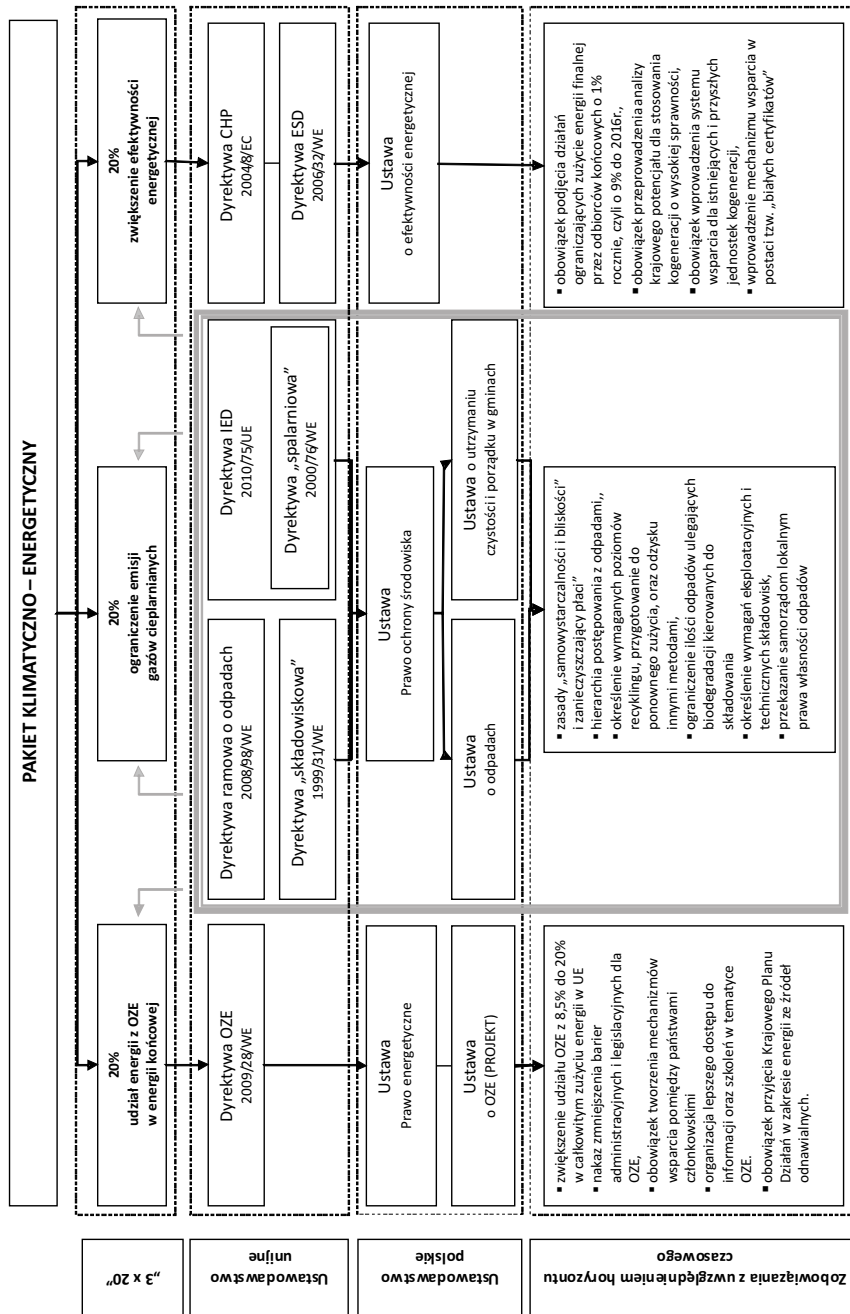 PAKIET KLIMATYCZNO – ENERGETYCZNY
„3 x 20”
20%
udział energii z OZE
w energii końcowej
20%
ograniczenie emisji
gazów cieplarnianych
20%
zwiększenie efektywności
energetycznej
Ustawodawstwo
unijne
Dyrektywa OZE
2009/28/WE
Dyrektywa ramowa o odpadach
2008/98/WE
Dyrektywa „składowiskowa”
1999/31/WE
Dyrektywa IED
2010/75/UE
Dyrektywa „spalarniowa”
2000/76/WE
Dyrektywa CHP
2004/8/EC
Dyrektywa ESD
2006/32/WE
Ustawodawstwo
polskie
Ustawa
Prawo energetyczne
Ustawa
o OZE (PROJEKT)
Ustawa
Prawo ochrony środowiska
Ustawa
o odpadach
Ustawa o utrzymaniu
czystości i porządku w gminach
Ustawa
o efektywności energetycznej
Zobowiązania z uwzględnieniem horyzontu
czasowego
▪ zwiększenie udziału OZE z 8,5% do 20%
w całkowitym zużyciu energii w UE
▪ nakaz zmniejszenia barier
administracyjnych i legislacyjnych dla
OZE,
▪ obowiązek tworzenia mechanizmów
wsparcia pomiędzy państwami
członkowskimi
▪ organizacja lepszego dostępu do
informacji oraz szkoleń w tematyce
OZE.
▪ obowiązek przyjęcia Krajowego Planu
Działań w zakresie energii ze źródeł
odnawialnych.
▪ zasady „samowystarczalności i bliskości”
i zanieczyszczający płaci”
▪ hierarchia postępowania z odpadami,,
▪ określenie wymaganych poziomów
recyklingu, przygotowanie do
ponownego zużycia, oraz odzysku
innymi metodami,
▪ ograniczenie ilości odpadów ulegających
biodegradacji kierowanych do
składowania
▪ określenie wymagań eksploatacyjnych i
technicznych składowisk,
▪ przekazanie samorządom lokalnym
prawa własności odpadów
▪ obowiązek podjęcia działań
ograniczających zużycie energii finalnej
przez odbiorców końcowych o 1%
rocznie, czyli o 9% do 2016r.,
▪ obowiązek przeprowadzenia analizy
krajowego potencjału dla stosowania
kogeneracji o wysokiej sprawności,
▪ obowiązek wprowadzenia systemu
wsparcia dla istniejących i przyszłych
jednostek kogeneracji,
▪ wprowadzenie mechanizmu wsparcia w
postaci tzw. „białych certyfikatów”